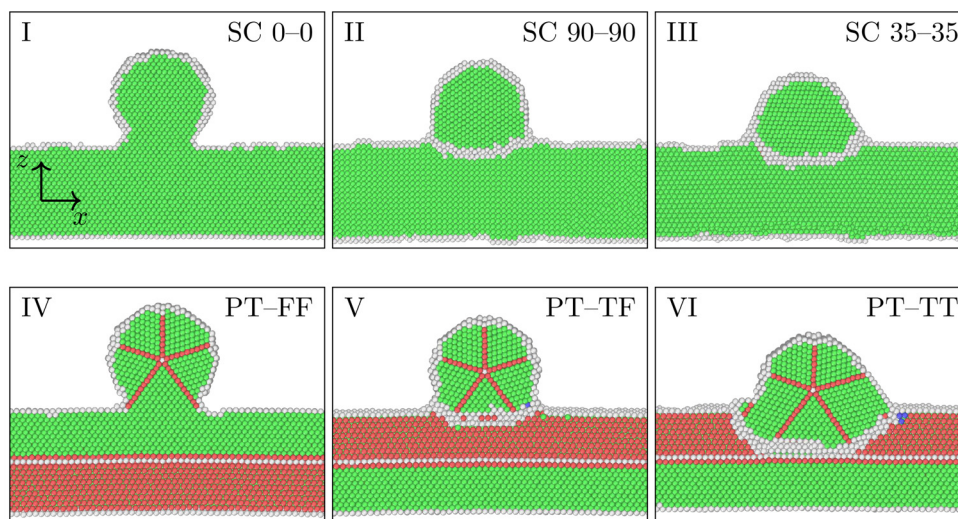 I SC 0–0
II SC 90–90
III SC 35–35
z
x
IV PT–FF
V PT–TF
VI PT–TT